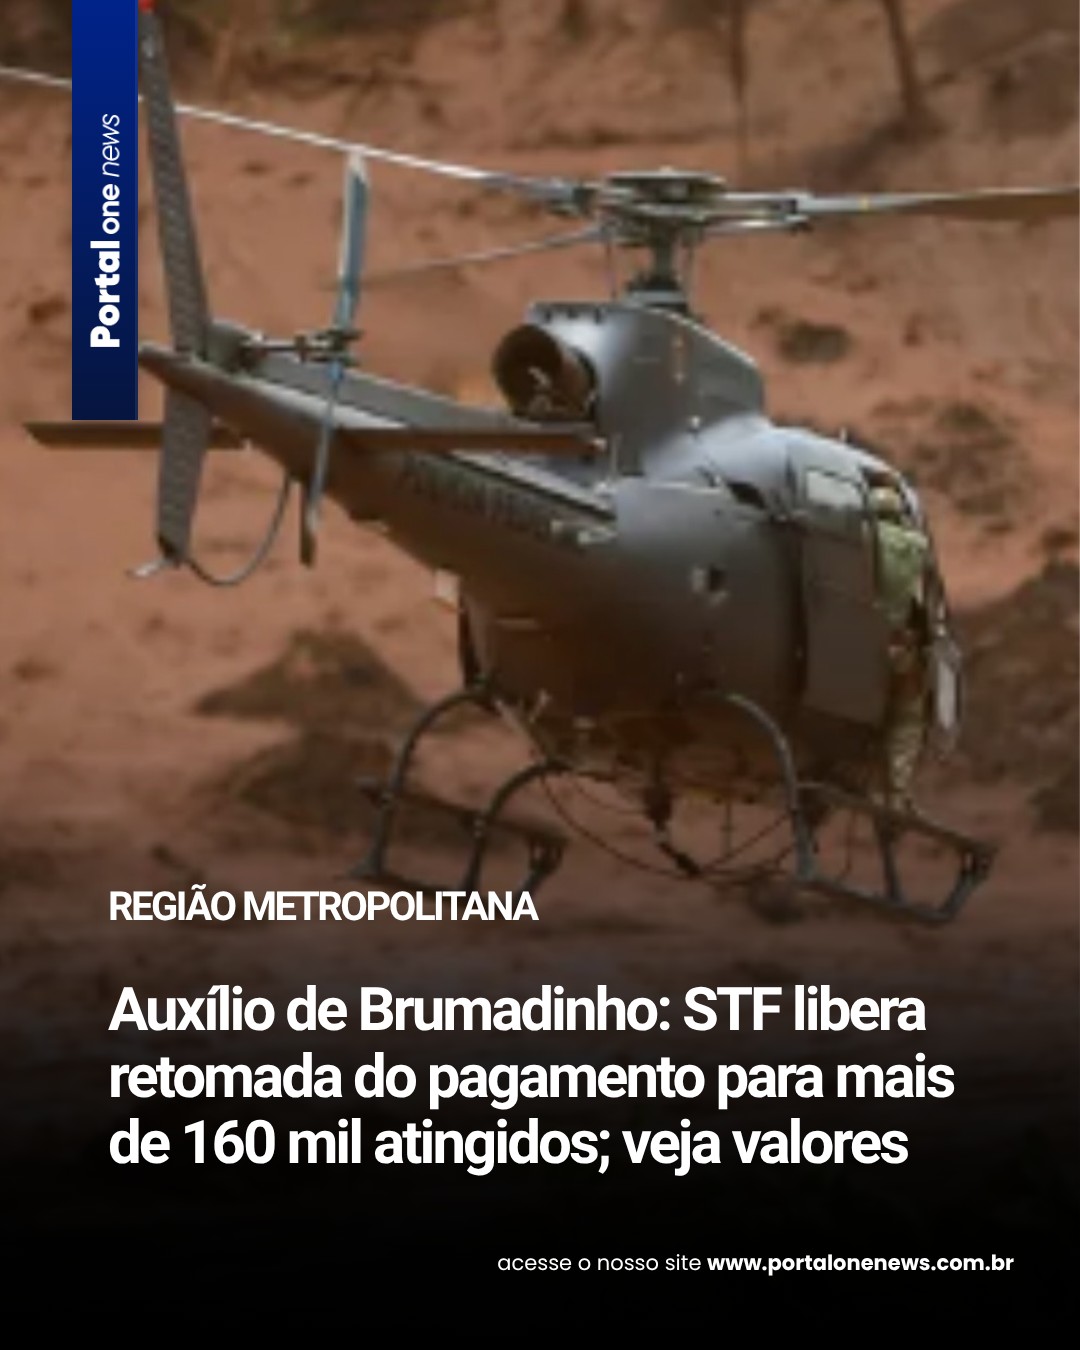 Portal one news
REGIÃO METROPOLITANA
Auxílio de Brumadinho: STF libera
retomada do pagamento para mais
de 160 mil atingidos; veja valores
acesse o nosso site www.portalonenews.com.br